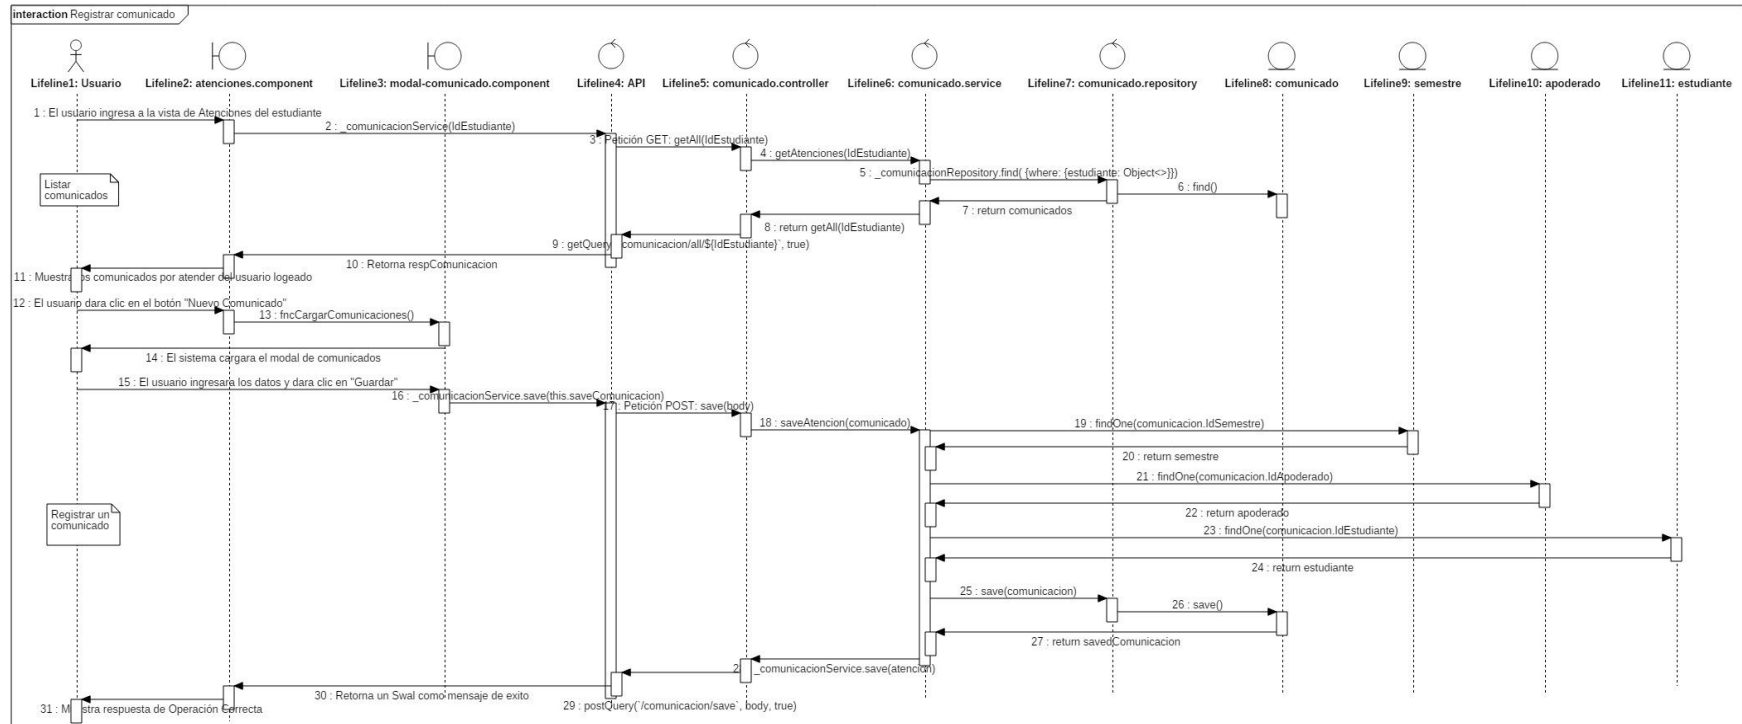 interaction Registrar comunicado
Lifeline1: Usuario
Lifeline2: atenciones.component
Lifeline3: modal-comunicado.component
Lifeline4: API
Lifeline5: comunicado.controller
Lifeline6: comunicado.service
Lifeline7: comunicado.repository
Lifeline8: comunicado
Lifeline9: semestre
Lifeline10: apoderado
Lifeline11: estudiante
1 : El usuario ingresa a la vista de Atenciones del estudiante
2 : _comunicionService(IdEstudiante)
3 : Petición GET: getAll(IdEstudiante)
4 : getAtenciones(IdEstudiante)
5 : _comunicacionRepository.find( {where: {estudiante: Object<>}})
6 : find()
Listar
comunicados
7 : return comunicados
8 : return getAll(IdEstudiante)
9 : getQuery comunicacion/all/${IdEstudiante}`, true)
10 : Retorna respComunicacion
11 : Muestra os comunicados por atender del usuario logeado
12 : El usuario dara clic en el botón "Nuevo Comunicado"
13 : fncCargarComunicaciones()
14 : El sistema cargara el modal de comunicados
15 : El usuario ingresara los datos y dara clic en "Guardar"
16 : _comunicacionService.save(this.saveComunicacion)
17 : Petición POST: save(body)
18 : saveAtencion(comunicado)
19 : findOne(comunicacion.IdSemestre)
20 : return semestre
21 : findOne(comunicacion.IdApoderado)
22 : return apoderado
Registrar un
comunicado
23 : findOne(comunicacion.IdEstudiante)
24 : return estudiante
25 : save(comunicacion)
26 : save()
27 : return savedComunicacion
_comunicacionService.save(atencion)
29 : postQuery(`/comunicacion/save`, body, true)
30 : Retorna un Swal como mensaje de exito
31 : stra respuesta de Operación Correcta